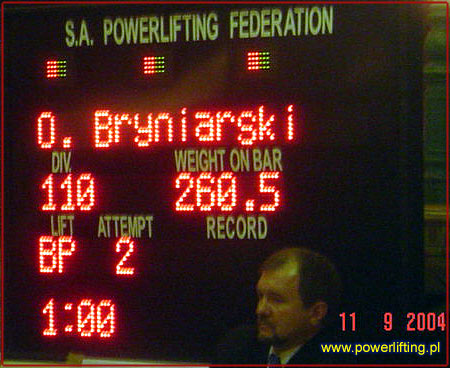 S.A. POWERLIFTING FEDERATION
O. Bryniarski
DIV. WEIGHT ON BAR
110 260.5
LIFT ATTEMPT RECORD
BP 2
1:00
11 9 2004
www.powerlifting.pl